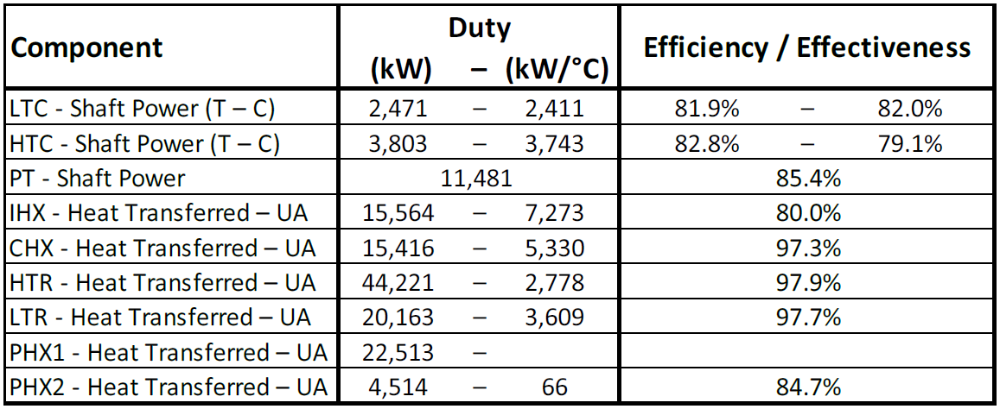 Component Duty Efficiency / Effectiveness
(kW) – (kW/°C)
LTC - Shaft Power (T – C) 2,471 – 2,411 81.9% – 82.0%
HTC - Shaft Power (T – C) 3,803 – 3,743 82.8% – 79.1%
PT - Shaft Power 11,481 85.4%
IHX - Heat Transferred – UA 15,564 – 7,273 80.0%
CHX - Heat Transferred – UA 15,416 – 5,330 97.3%
HTR - Heat Transferred – UA 44,221 – 2,778 97.9%
LTR - Heat Transferred – UA 20,163 – 3,609 97.7%
PHX1 - Heat Transferred – UA 22,513 –
PHX2 - Heat Transferred – UA 4,514 – 66 84.7%